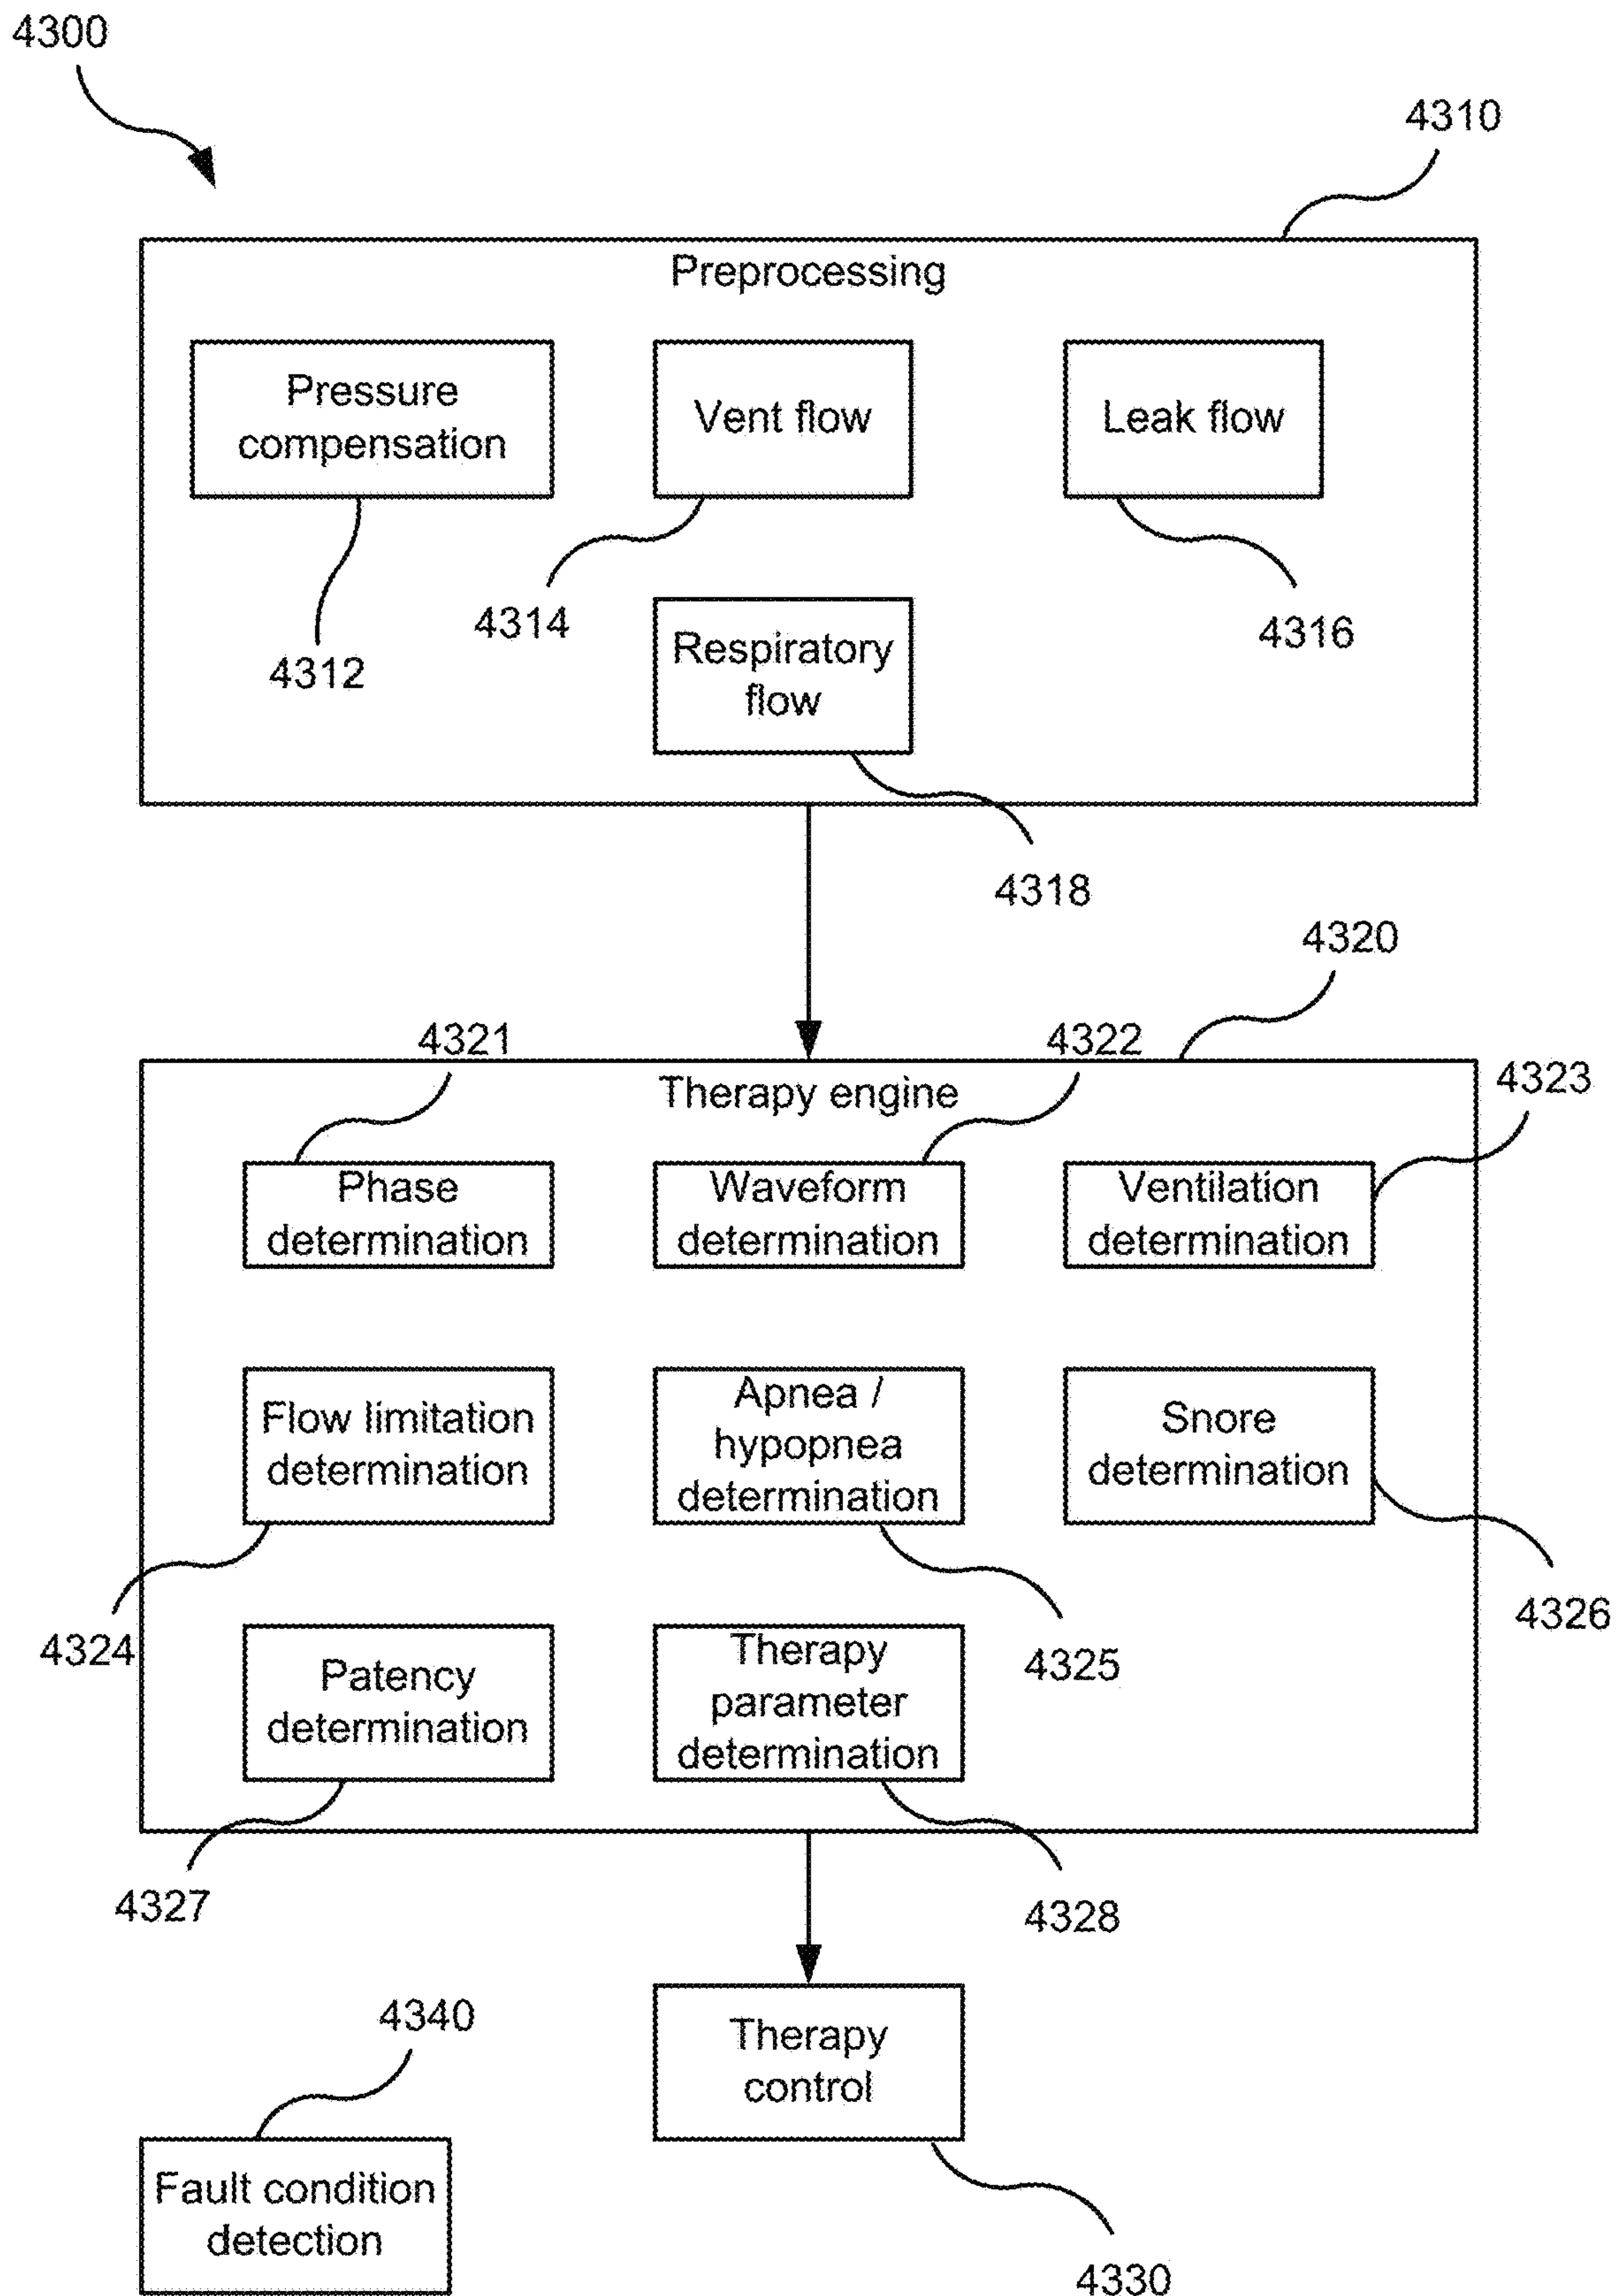 4300
4310
Preprocessing
Pressure
compensation
Vent flow
Leak flow
4312
4314
4316
Respiratory
flow
4318
4320
4321
4322
4323
Therapy engine
Phase
determination
Waveform
determination
Ventilation
determination
Flow limitation
determination
Apnea /
hypopnea
determination
Snore
determination
4324
4325
4326
Patency
determination
Therapy
parameter
determination
4327
4328
4340
Therapy
control
Fault condition
detection
4330